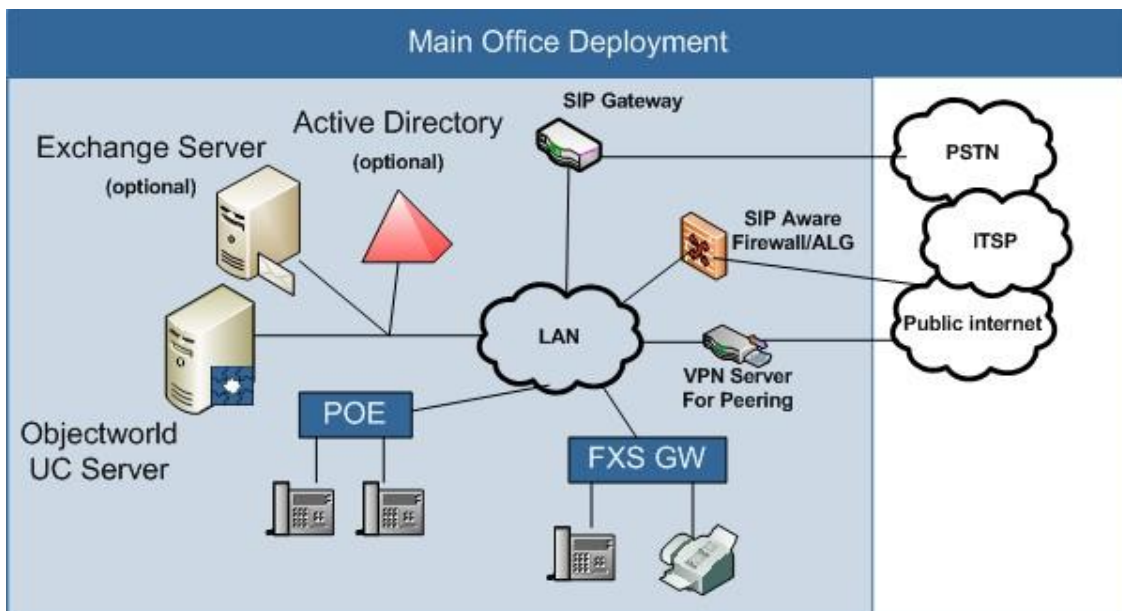 Main Office Deployment
SIP Gateway
Active Directory
(optional)
Exchange Server
(optional)
PSTN
SIP Aware
Firewall/ALG
ITSP
LAN
Public internet
VPN Server
For Peering
POE
Objectworld
UC Server
FXS GW